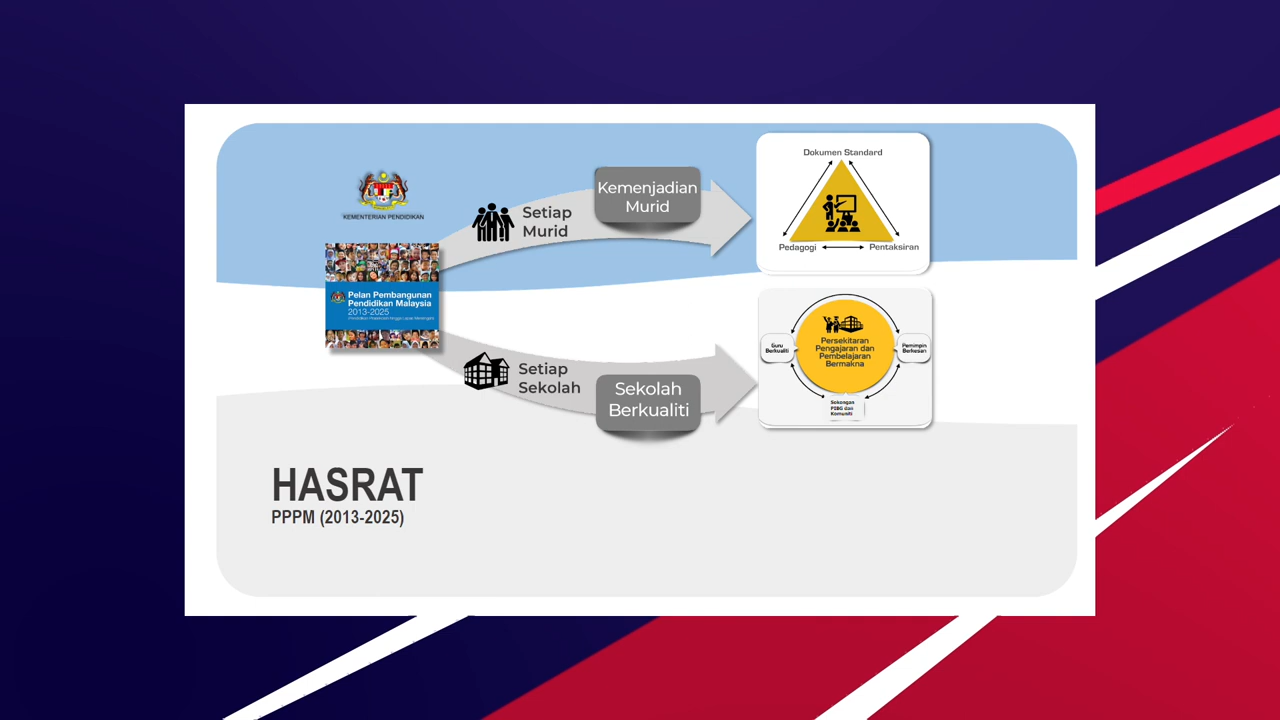 KEMENTERIAN PENDIDIKAN
Pelan Pembangunan
Pendidikan Malaysia
2013-2025
Setiap
Murid
Kemenjadian
Murid
Dokumen Standard
Pedagogi
Pentaksiran
Setiap
Sekolah
Sekolah
Berkualiti
Persekitaran
Pengajaran dan
Pembelajaran
Bermakna
Guru
Berkualiti
Pemimpin
Berkesan
Sokongan
PIBG dan
Komuniti
HASRAT
PPPM (2013-2025)